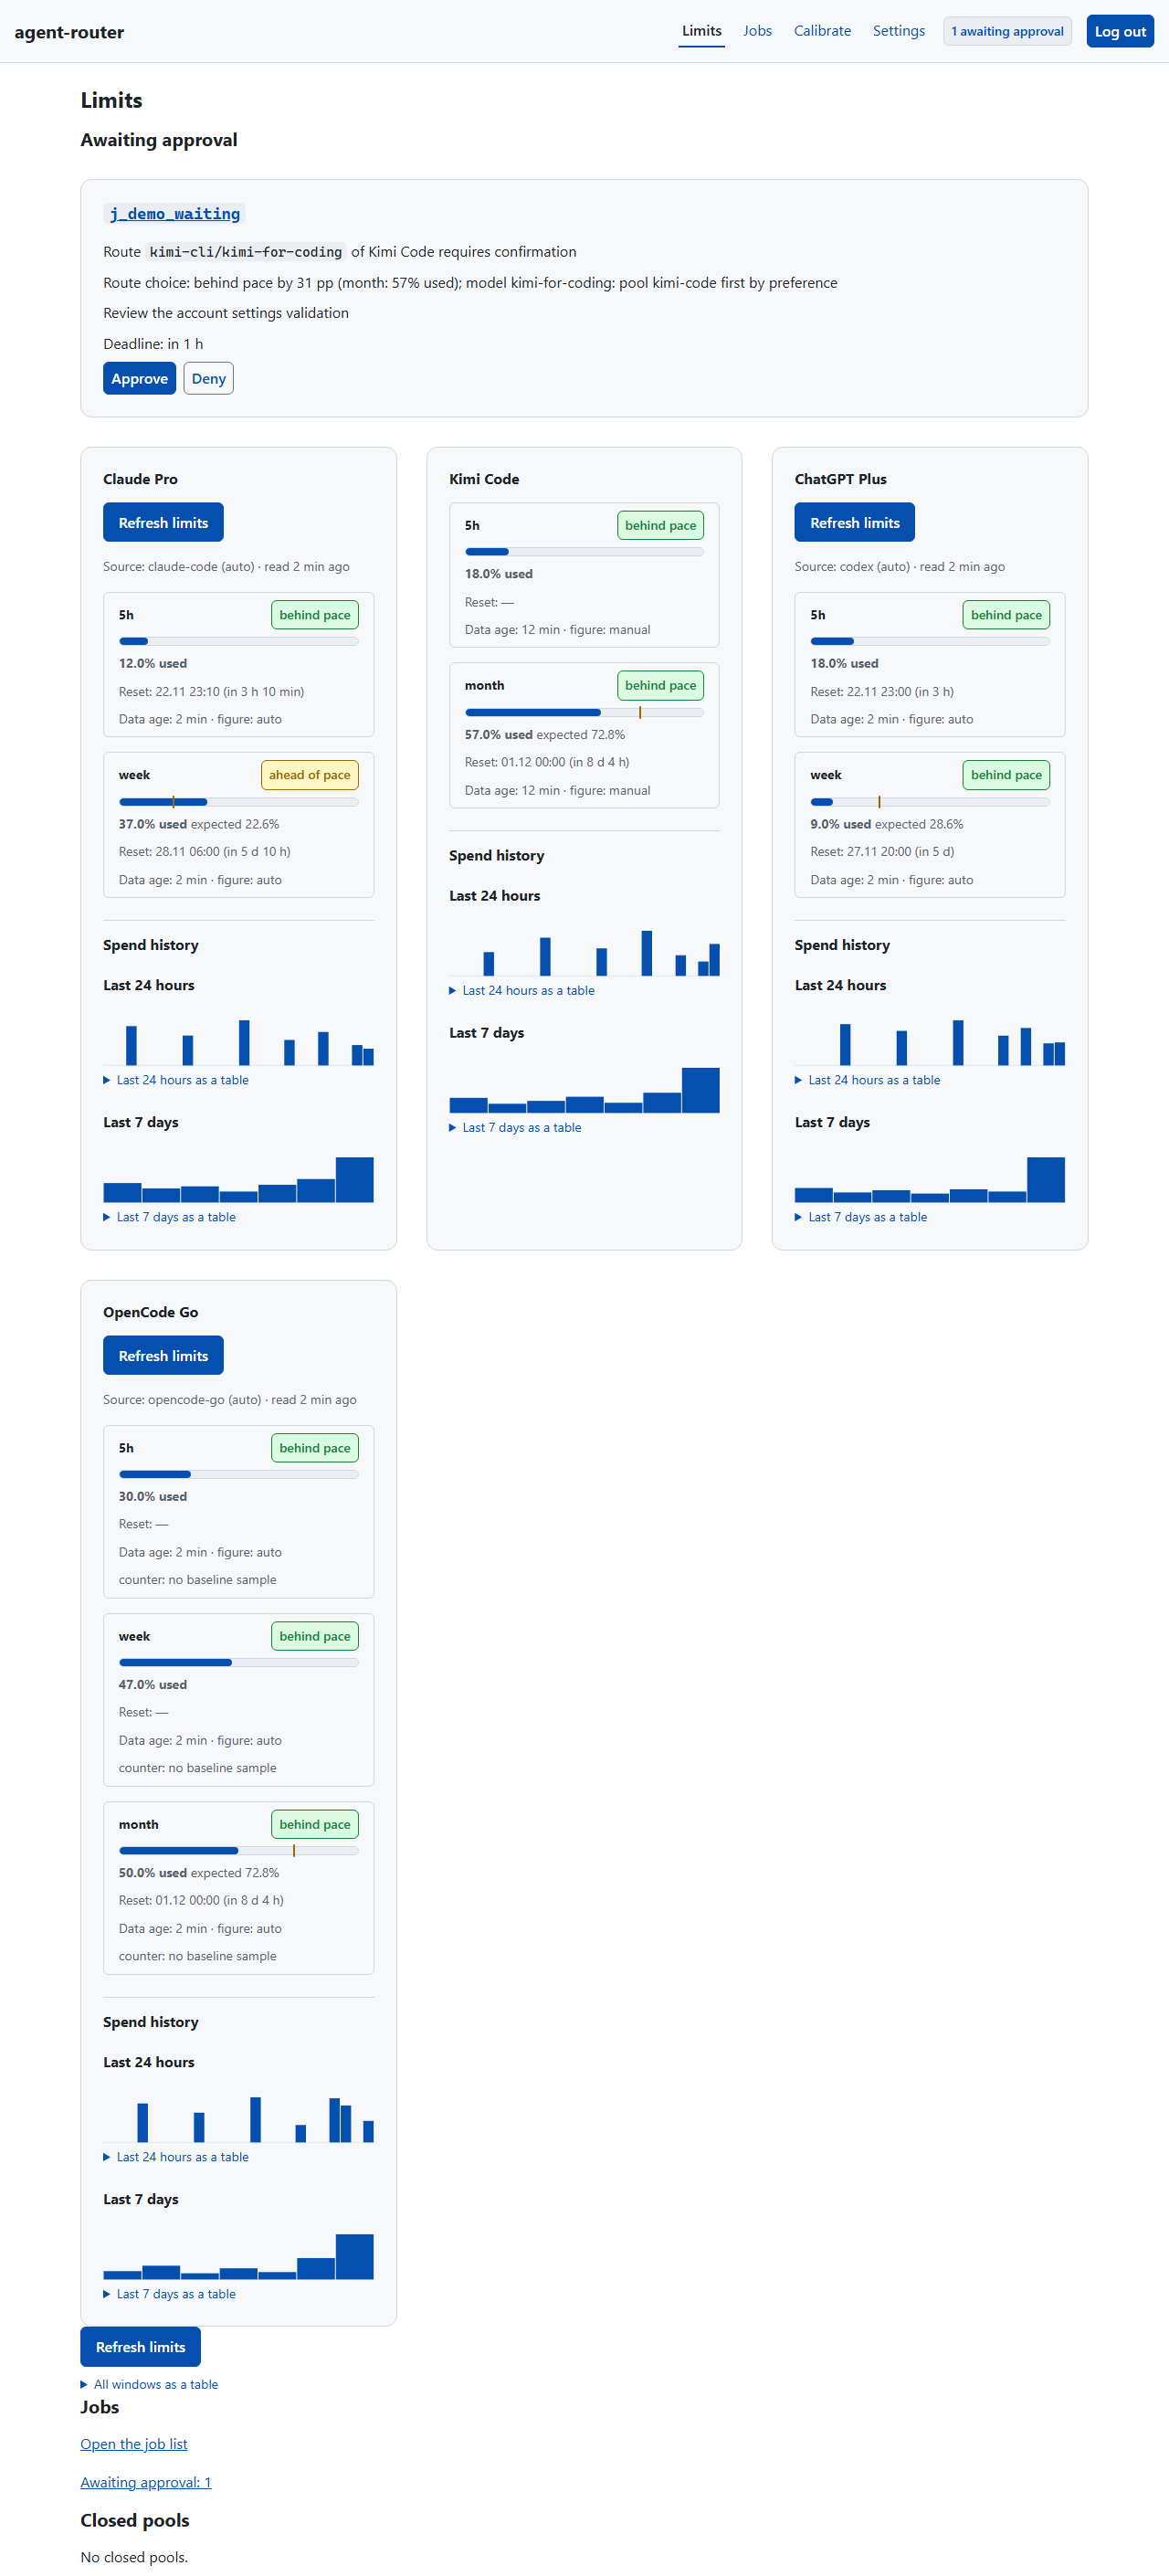 agent-router
Limits
Jobs
Calibrate
Settings
1 awaiting approval
Log out
Limits
Awaiting approval
j_demo_waiting
Route kimi-cli/kimi-for-coding of Kimi Code requires confirmation
Route choice: behind pace by 31 pp (month: 57% used); model kimi-for-coding: pool kimi-code first by preference
Review the account settings validation
Deadline: in 1 h
Approve
Deny
Claude Pro
Refresh limits
Source: claude-code (auto) · read 2 min ago
5h
behind pace
12.0% used
Reset: 22.11 23:10 (in 3 h 10 min)
Data age: 2 min · figure: auto
week
ahead of pace
37.0% used expected 22.6%
Reset: 28.11 06:00 (in 5 d 10 h)
Data age: 2 min · figure: auto
Spend history
Last 24 hours
▶ Last 24 hours as a table
Last 7 days
▶ Last 7 days as a table
Kimi Code
5h
behind pace
18.0% used
Reset: —
Data age: 12 min · figure: manual
month
behind pace
57.0% used expected 72.8%
Reset: 01.12 00:00 (in 8 d 4 h)
Data age: 12 min · figure: manual
Spend history
Last 24 hours
▶ Last 24 hours as a table
Last 7 days
▶ Last 7 days as a table
ChatGPT Plus
Refresh limits
Source: codex (auto) · read 2 min ago
5h
behind pace
18.0% used
Reset: 22.11 23:00 (in 3 h)
Data age: 2 min · figure: auto
week
behind pace
9.0% used expected 28.6%
Reset: 27.11 20:00 (in 5 d)
Data age: 2 min · figure: auto
Spend history
Last 24 hours
▶ Last 24 hours as a table
Last 7 days
▶ Last 7 days as a table
OpenCode Go
Refresh limits
Source: opencode-go (auto) · read 2 min ago
5h
behind pace
30.0% used
Reset: —
Data age: 2 min · figure: auto
counter: no baseline sample
week
behind pace
47.0% used
Reset: —
Data age: 2 min · figure: auto
counter: no baseline sample
month
behind pace
50.0% used expected 72.8%
Reset: 01.12 00:00 (in 8 d 4 h)
Data age: 2 min · figure: auto
counter: no baseline sample
Spend history
Last 24 hours
▶ Last 24 hours as a table
Last 7 days
▶ Last 7 days as a table
Refresh limits
▶ All windows as a table
Jobs
Open the job list
Awaiting approval: 1
Closed pools
No closed pools.